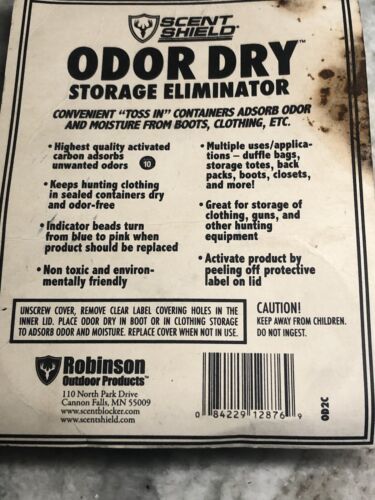 SCENT
SHIELD®
ODOR DRY™
STORAGE ELIMINATOR
CONVENIENT "TOSS IN" CONTAINERS ADSORB ODOR
AND MOISTURE FROM BOOTS, CLOTHING, ETC.
• Highest quality activated
carbon adsorbs
unwanted odors
10
• Keeps hunting clothing
in sealed containers dry
and odor-free
• Indicator beads turn
from blue to pink when
product should be replaced
• Non toxic and environ-
mentally friendly
• Multiple uses/applica-
tions – duffle bags,
storage totes, back
packs, boots, closets,
and more!
• Great for storage of
clothing, guns, and
other hunting
equipment
• Activate product by
peeling off protective
label on lid
UNSCREW COVER, REMOVE CLEAR LABEL COVERING HOLES IN THE
INNER LID. PLACE ODOR DRY IN BOOT OR IN CLOTHING STORAGE
TO ADSORB ODOR AND MOISTURE. REPLACE COVER WHEN NOT IN USE.
CAUTION!
KEEP AWAY FROM CHILDREN.
DO NOT INGEST.
Robinson
Outdoor Products™
110 North Park Drive
Cannon Falls, MN 55009
www.scentblocker.com
www.scentshield.com
0 84229 12876 9
OD2C